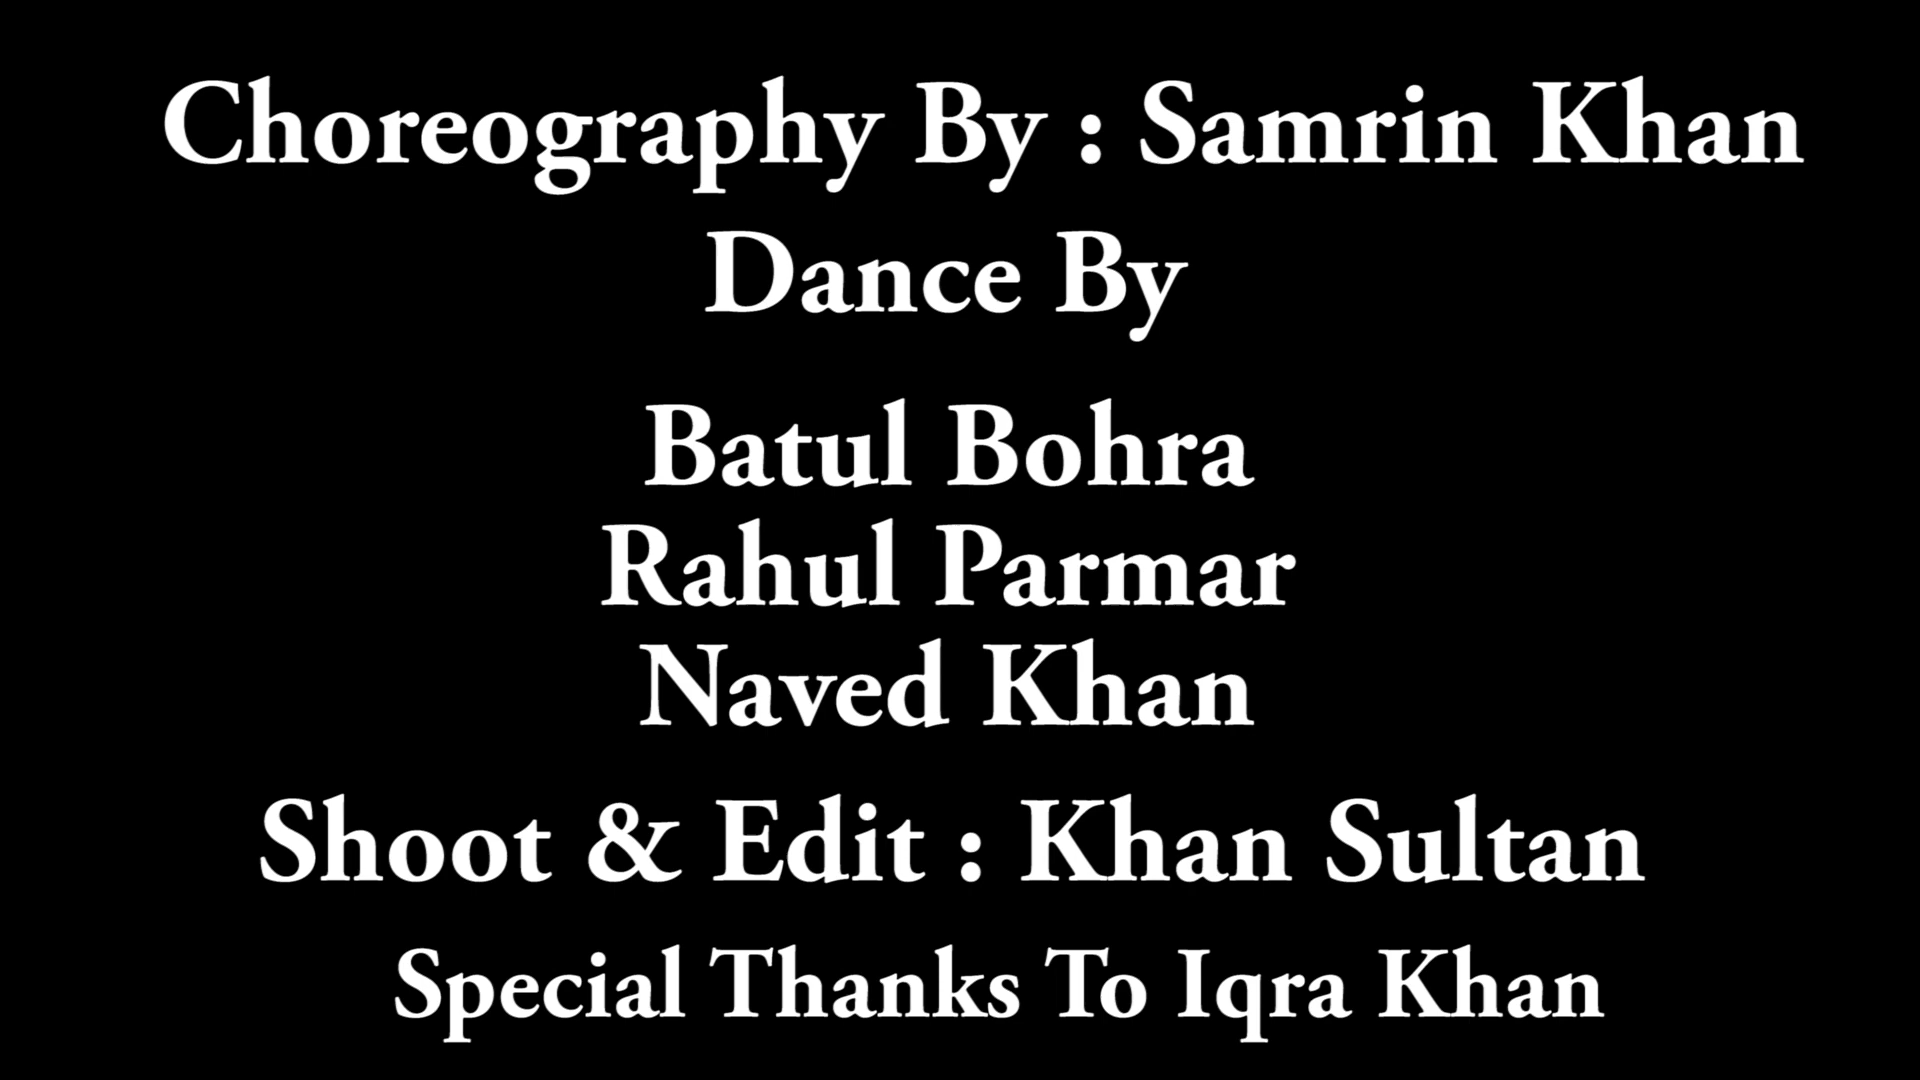 Choreography By : Samrin Khan
Dance By
Batul Bohra
Rahul Parmar
Naved Khan
Shoot & Edit : Khan Sultan
Special Thanks To Iqra Khan